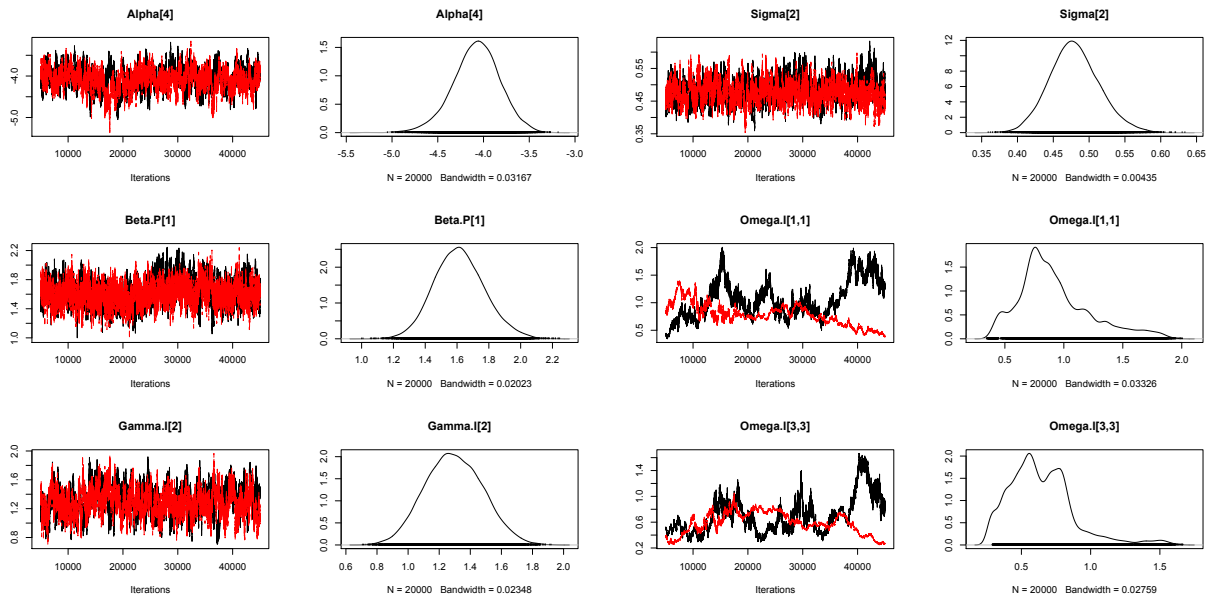 Alpha[4] Alpha[4] Sigma[2] Sigma[2]
-5.0 -4.0
0.0 0.5 1.0 1.5
0.35 0.45 0.55
0 2 4 6 8 10 12
10000 20000 30000 40000
-5.5 -5.0 -4.5 -4.0 -3.5 -3.0
10000 20000 30000 40000
0.35 0.40 0.45 0.50 0.55 0.60 0.65
Iterations
N = 20000 Bandwidth = 0.03167
Iterations
N = 20000 Bandwidth = 0.00435
Beta.P[1] Beta.P[1] Omega.I[1,1] Omega.I[1,1]
1.0 1.4 1.8 2.2
0.0 1.0 2.0
0.5 1.0 1.5 2.0
0.0 0.5 1.0 1.5
10000 20000 30000 40000
1.0 1.2 1.4 1.6 1.8 2.0 2.2
10000 20000 30000 40000
0.5 1.0 1.5 2.0
Iterations
N = 20000 Bandwidth = 0.02023
Iterations
N = 20000 Bandwidth = 0.03326
Gamma.I[2] Gamma.I[2] Omega.I[3,3] Omega.I[3,3]
0.8 1.2 1.6 2.0
0.0 0.5 1.0 1.5 2.0
0.2 0.6 1.0 1.4
0.0 0.5 1.0 1.5 2.0
10000 20000 30000 40000
0.6 0.8 1.0 1.2 1.4 1.6 1.8 2.0
10000 20000 30000 40000
0.5 1.0 1.5
Iterations
N = 20000 Bandwidth = 0.02348
Iterations
N = 20000 Bandwidth = 0.02759